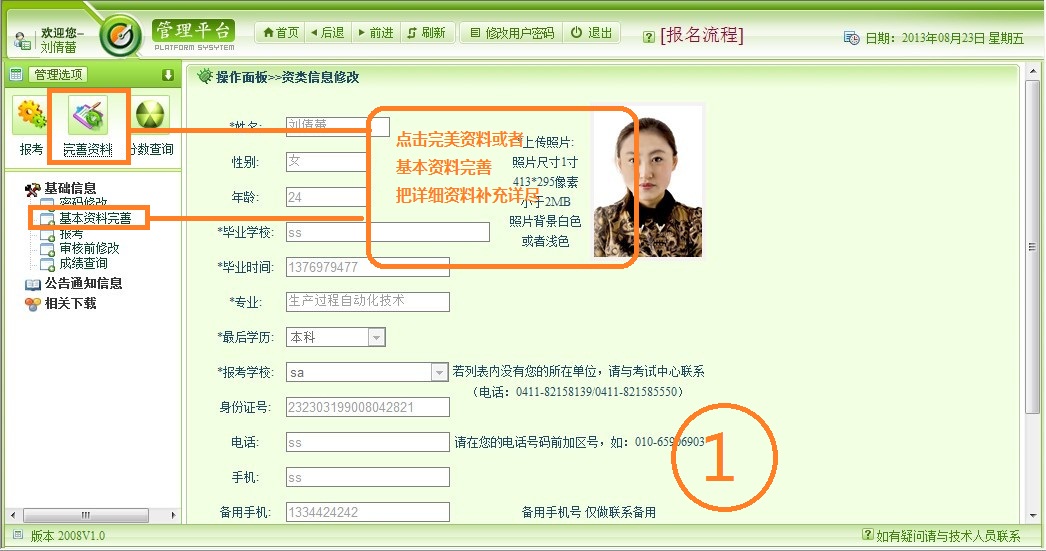 欢迎您–
刘倩蕾
管理平台
PLATFORM SYSYTEM
首页 后退 前进 刷新 修改用户密码 退出
[报名流程]
日期：2013年08月23日 星期五
管理选项
报考 完善资料 分数查询
基础信息
密码修改
基本资料完善
报考
审核前修改
成绩查询
公告通知信息
相关下载
操作面板>>资类信息修改
*姓名: 刘倩蕾
性别: 女
年龄: 24
*毕业学校: ss
*毕业时间: 1376979477
*专业: 生产过程自动化技术
*最后学历: 本科
*报考学校: sa 若列表内没有您的所在单位，请与考试中心联系
（电话：0411-82158139/0411-821585550）
身份证号: 232303199008042821
电话: ss 请在您的电话号码前加区号，如：010-65906903
手机: ss
备用手机: 1334424242 备用手机号 仅做联系备用
点击完美资料或者
基本资料完善
把详细资料补充详尽
上传照片:
照片尺寸1寸
413*295像素
小于2MB
照片背景白色
或者浅色
1
版本 2008V1.0
如有疑问请与技术人员联系